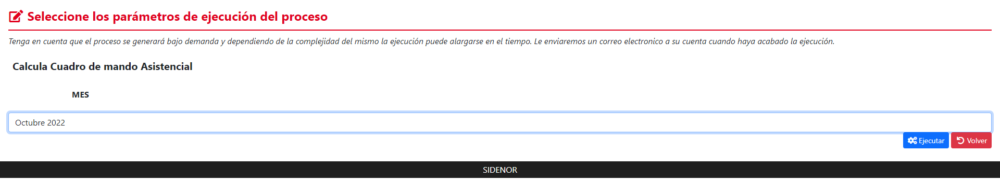 Seleccione los parámetros de ejecución del proceso
Tenga en cuenta que el proceso se generará bajo demanda y dependiendo de la complejidad del mismo la ejecución puede alargarse en el tiempo. Le enviaremos un correo electronico a su cuenta cuando haya acabado la ejecución.
Calcula Cuadro de mando Asistencial
MES
Octubre 2022
Ejecutar Volver
SIDENOR